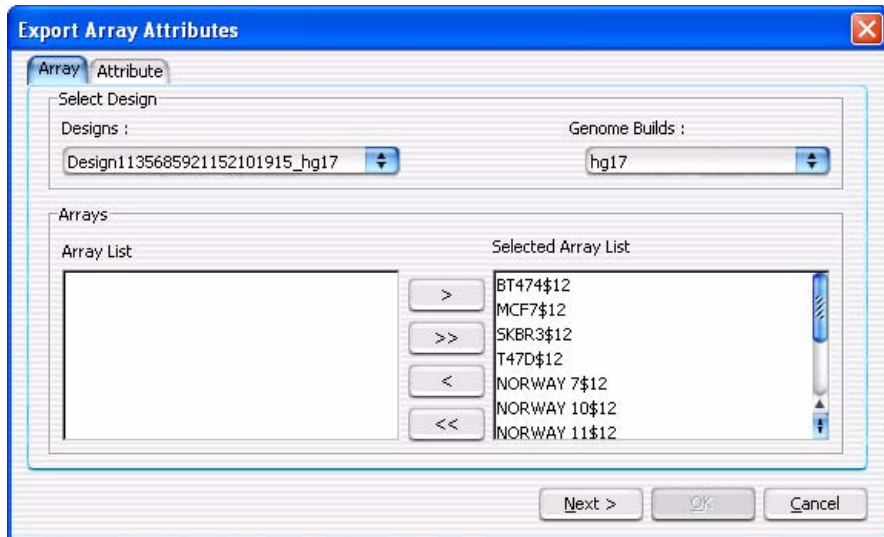 Export Array Attributes
Array Attribute
Select Design
Designs : Genome Builds :
Design1135685921152101915_hg17 hg17
Arrays
Array List Selected Array List
BT474$12
MCF7$12
SKBR3$12
T47D$12
NORWAY 7$12
NORWAY 10$12
NORWAY 11$12
>
>>
<
<<
Next > OK Cancel